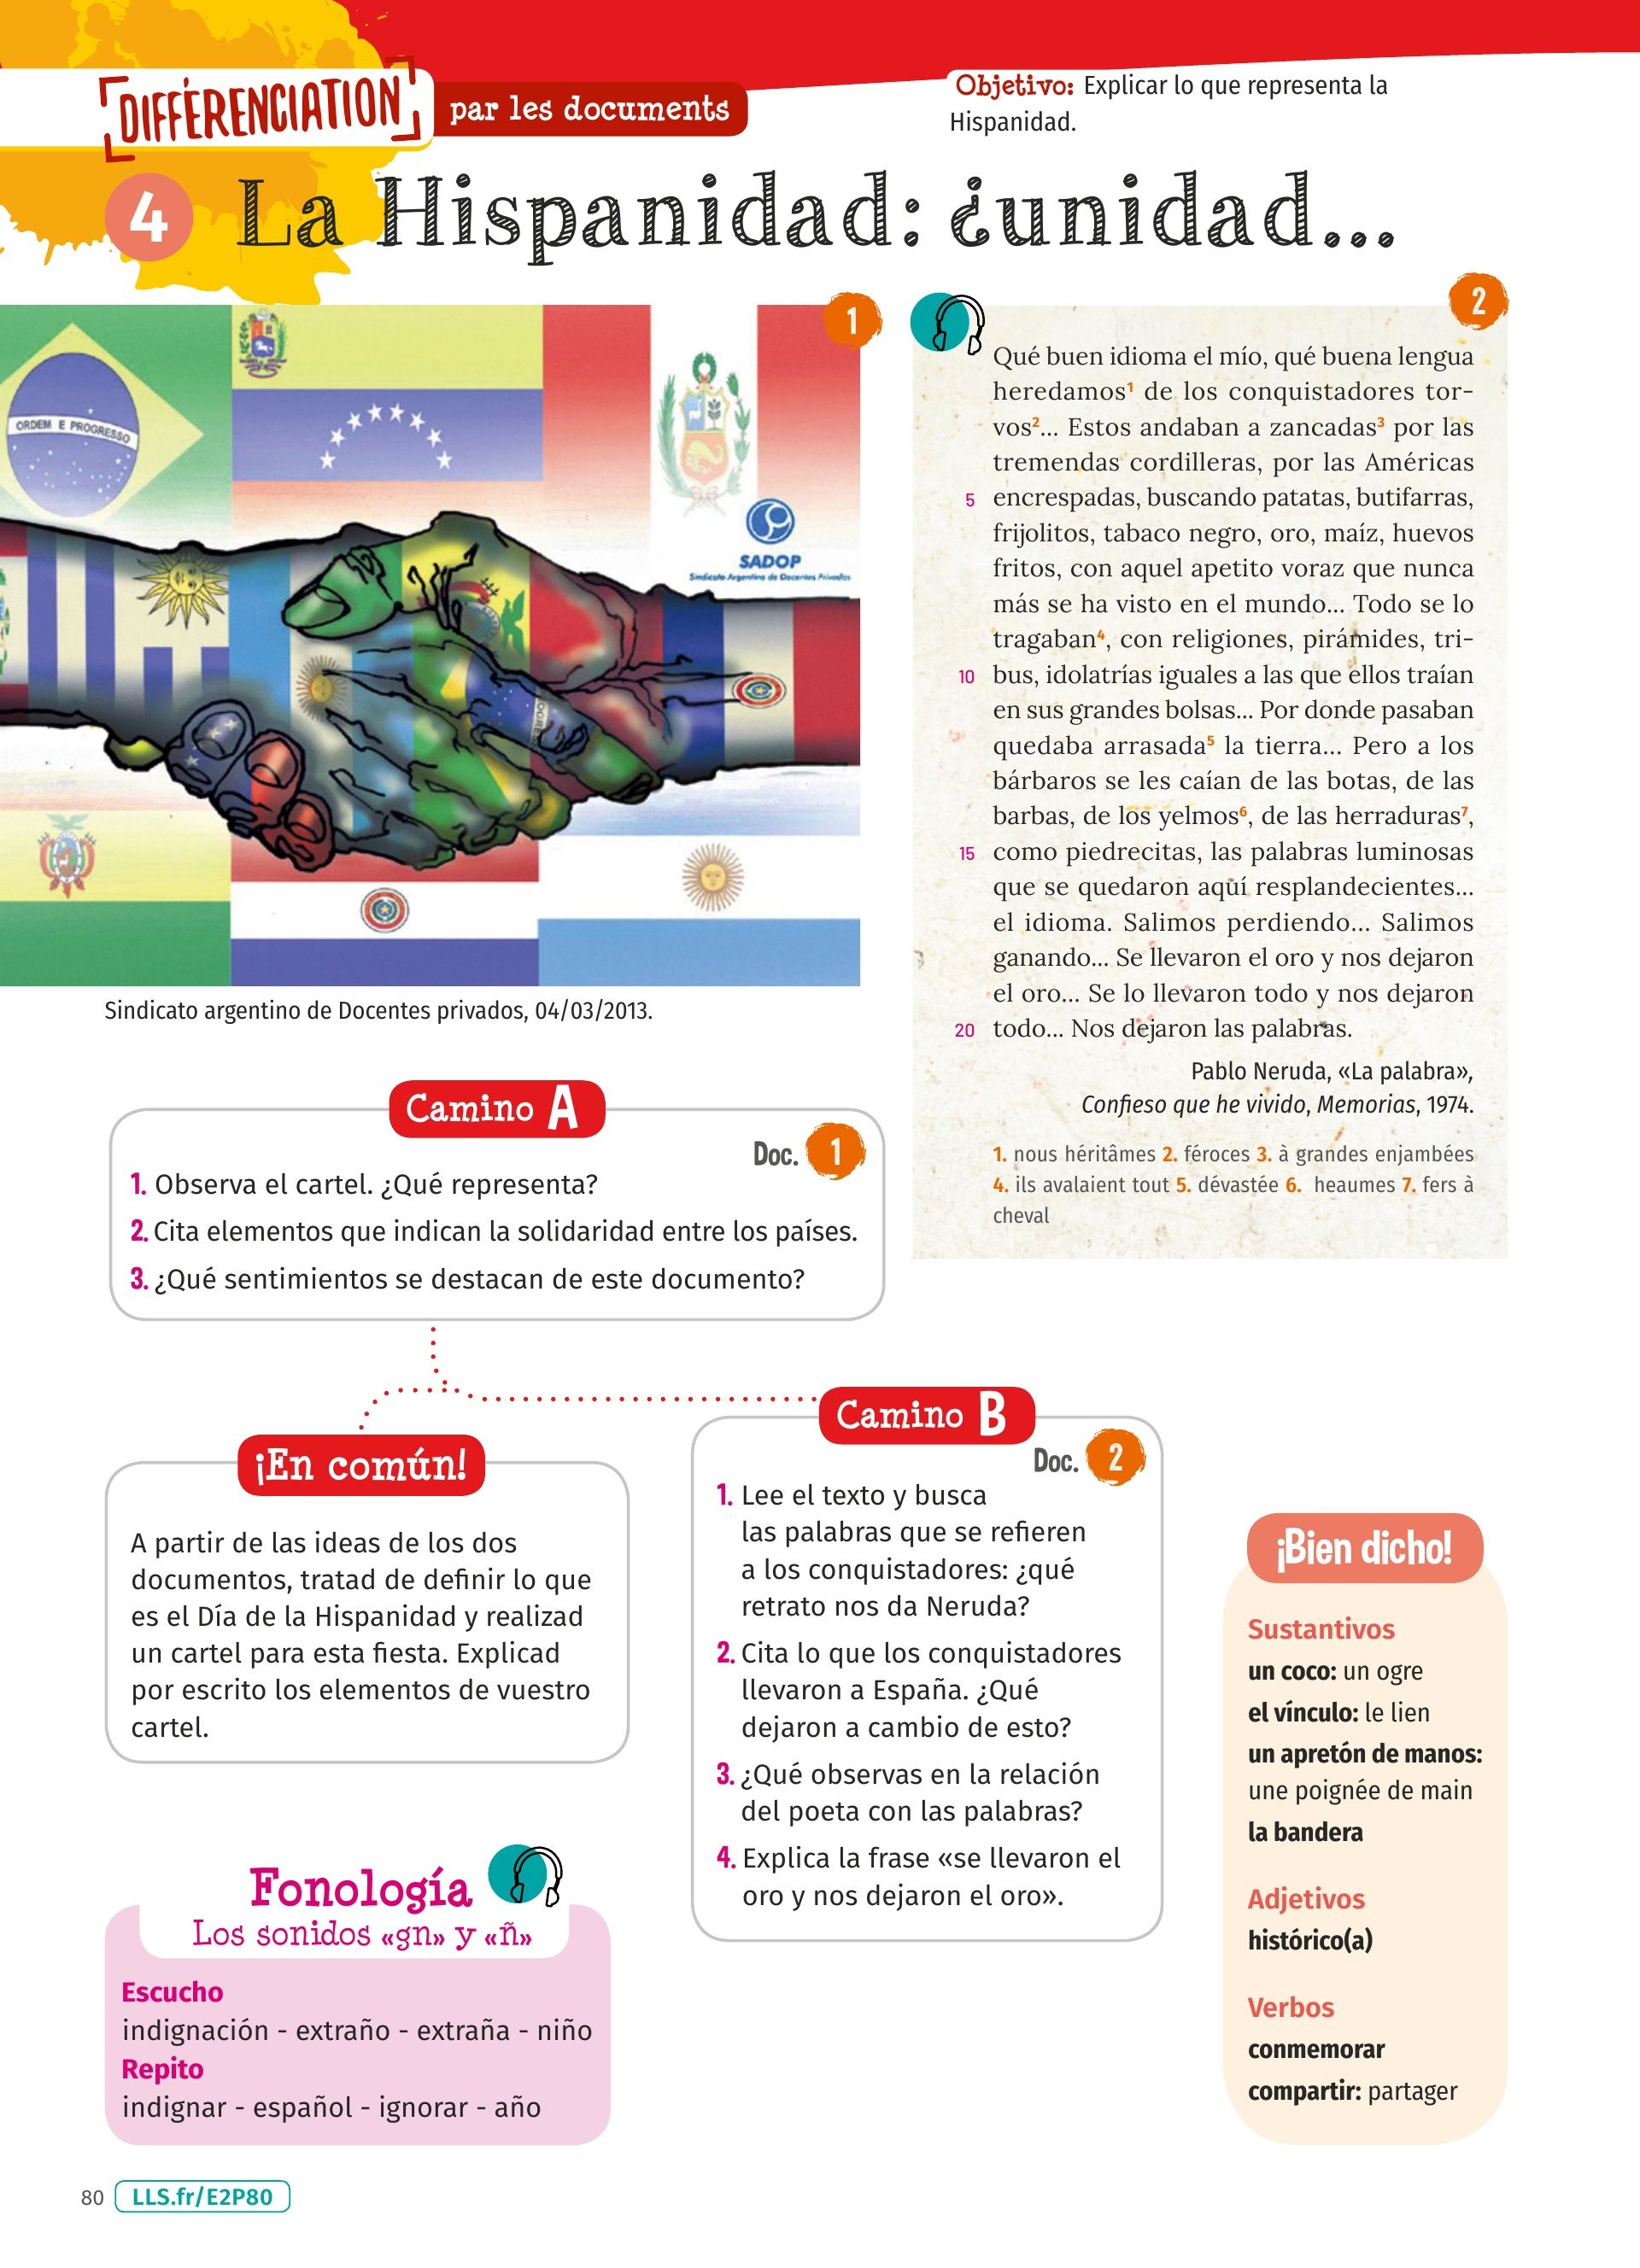 DIFFÉRENCIATION
par les documents
Objetivo: Explicar lo que representa la
Hispanidad.
4 La Hispanidad: ¿unidad...
1
ORDEM E PROGRESSO
SADOP
Sindicato Argentino de Docentes Privados
Sindicato argentino de Docentes privados, 04/03/2013.
2
Qué buen idioma el mío, qué buena lengua
heredamos¹ de los conquistadores tor-
vos²... Estos andaban a zancadas³ por las
tremendas cordilleras, por las Américas
5 encrespadas, buscando patatas, butifarras,
frijolitos, tabaco negro, oro, maíz, huevos
fritos, con aquel apetito voraz que nunca
más se ha visto en el mundo... Todo se lo
tragaban⁴, con religiones, pirámides, tri-
10 bus, idolatrías iguales a las que ellos traían
en sus grandes bolsas... Por donde pasaban
quedaba arrasada⁵ la tierra... Pero a los
bárbaros se les caían de las botas, de las
barbas, de los yelmos⁶, de las herraduras⁷,
15 como piedrecitas, las palabras luminosas
que se quedaron aquí resplandecientes...
el idioma. Salimos perdiendo... Salimos
ganando... Se llevaron el oro y nos dejaron
el oro... Se lo llevaron todo y nos dejaron
20 todo... Nos dejaron las palabras.
Pablo Neruda, «La palabra»,
Confieso que he vivido, Memorias, 1974.
1. nous héritâmes 2. féroces 3. à grandes enjambées
4. ils avalaient tout 5. dévastée 6. heaumes 7. fers à
cheval
Camino A
Doc. 1
1. Observa el cartel. ¿Qué representa?
2. Cita elementos que indican la solidaridad entre los países.
3. ¿Qué sentimientos se destacan de este documento?
¡En común!
A partir de las ideas de los dos
documentos, tratad de definir lo que
es el Día de la Hispanidad y realizad
un cartel para esta fiesta. Explicad
por escrito los elementos de vuestro
cartel.
Camino B
Doc. 2
1. Lee el texto y busca
las palabras que se refieren
a los conquistadores: ¿qué
retrato nos da Neruda?
2. Cita lo que los conquistadores
llevaron a España. ¿Qué
dejaron a cambio de esto?
3. ¿Qué observas en la relación
del poeta con las palabras?
4. Explica la frase «se llevaron el
oro y nos dejaron el oro».
¡Bien dicho!
Sustantivos
un coco: un ogre
el vínculo: le lien
un apretón de manos:
une poignée de main
la bandera
Adjetivos
histórico(a)
Verbos
conmemorar
compartir: partager
Fonología
Los sonidos «gn» y «ñ»
Escucho
indignación - extraño - extraña - niño
Repito
indignar - español - ignorar - año
80 LLS.fr/E2P80